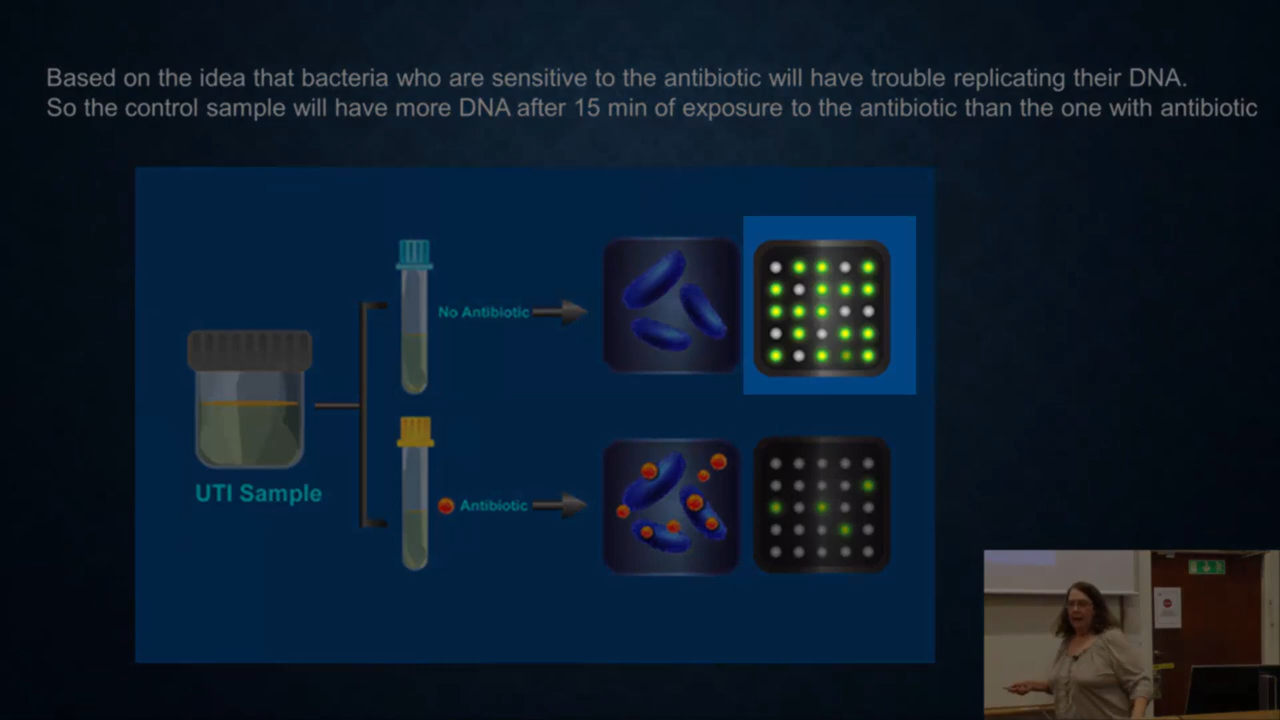 Based on the idea that bacteria who are sensitive to the antibiotic will have trouble replicating their DNA.
So the control sample will have more DNA after 15 min of exposure to the antibiotic than the one with antibiotic
No Antibiotic
UTI Sample
Antibiotic